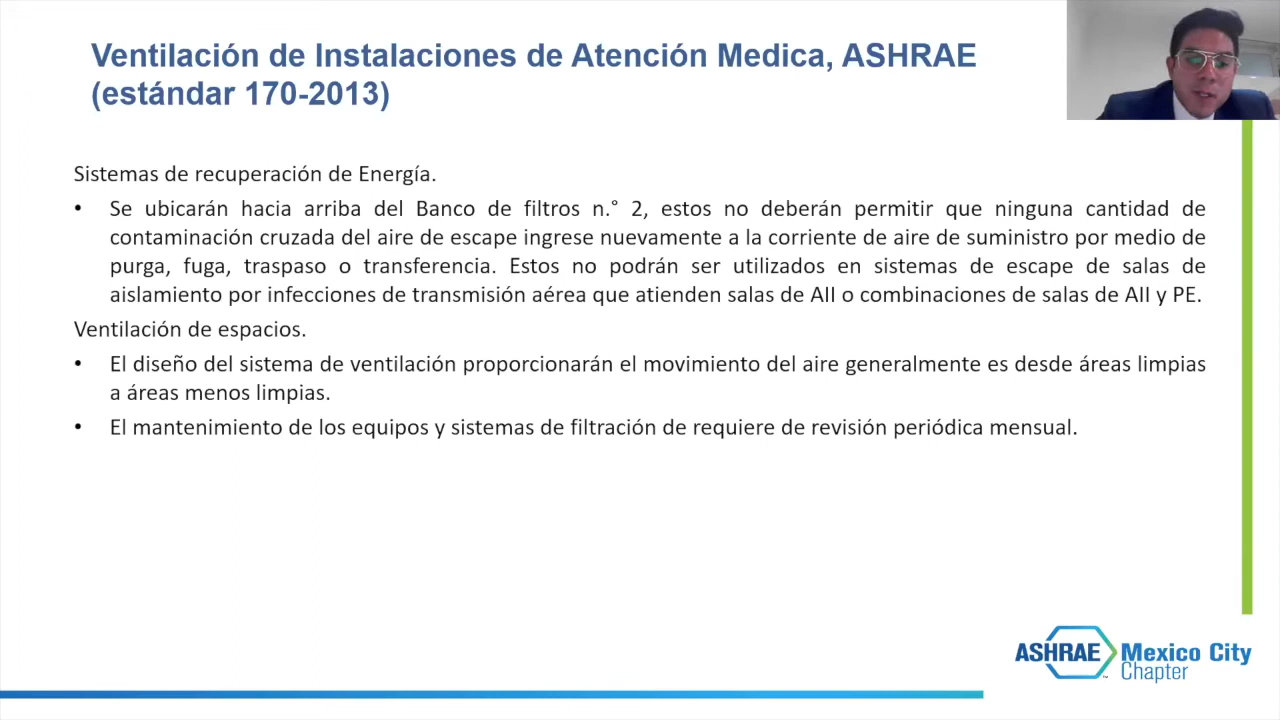 Ventilación de Instalaciones de Atención Medica, ASHRAE
(estándar 170-2013)
Sistemas de recuperación de Energía.
• Se ubicarán hacia arriba del Banco de filtros n.° 2, estos no deberán permitir que ninguna cantidad de
contaminación cruzada del aire de escape ingrese nuevamente a la corriente de aire de suministro por medio de
purga, fuga, traspaso o transferencia. Estos no podrán ser utilizados en sistemas de escape de salas de
aislamiento por infecciones de transmisión aérea que atienden salas de AII o combinaciones de salas de AII y PE.
Ventilación de espacios.
• El diseño del sistema de ventilación proporcionarán el movimiento del aire generalmente es desde áreas limpias
a áreas menos limpias.
• El mantenimiento de los equipos y sistemas de filtración de requiere de revisión periódica mensual.
ASHRAE Mexico City
Chapter